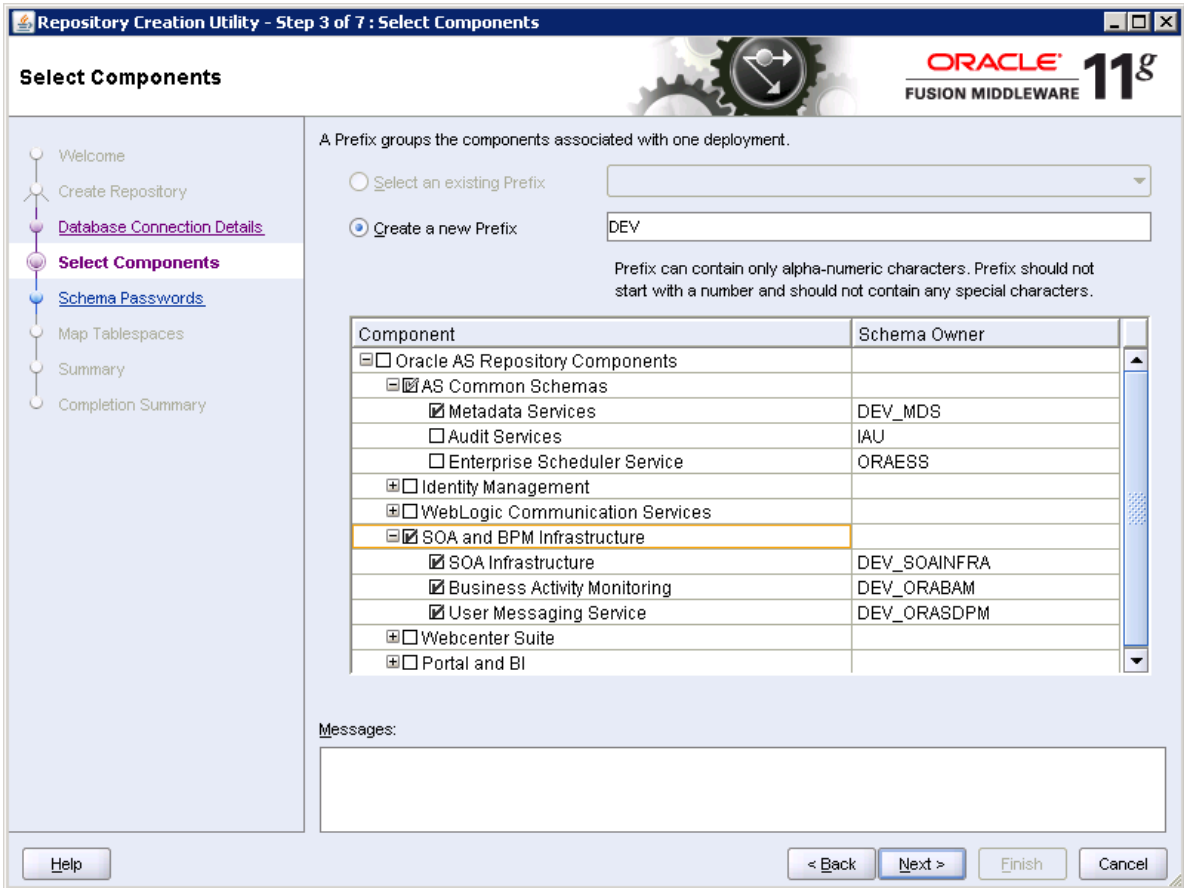 Repository Creation Utility - Step 3 of 7 : Select Components
Select Components
ORACLE
FUSION MIDDLEWARE 11g
Welcome
Create Repository
Database Connection Details
Select Components
Schema Passwords
Map Tablespaces
Summary
Completion Summary
A Prefix groups the components associated with one deployment.
Select an existing Prefix
Create a new Prefix DEV
Prefix can contain only alpha-numeric characters. Prefix should not
start with a number and should not contain any special characters.
Component Schema Owner
Oracle AS Repository Components
AS Common Schemas
Metadata Services DEV_MDS
Audit Services IAU
Enterprise Scheduler Service ORAESS
Identity Management
WebLogic Communication Services
SOA and BPM Infrastructure
SOA Infrastructure DEV_SOAINFRA
Business Activity Monitoring DEV_ORABAM
User Messaging Service DEV_ORASDPM
Webcenter Suite
Portal and BI
Messages:
Help < Back Next > Finish Cancel